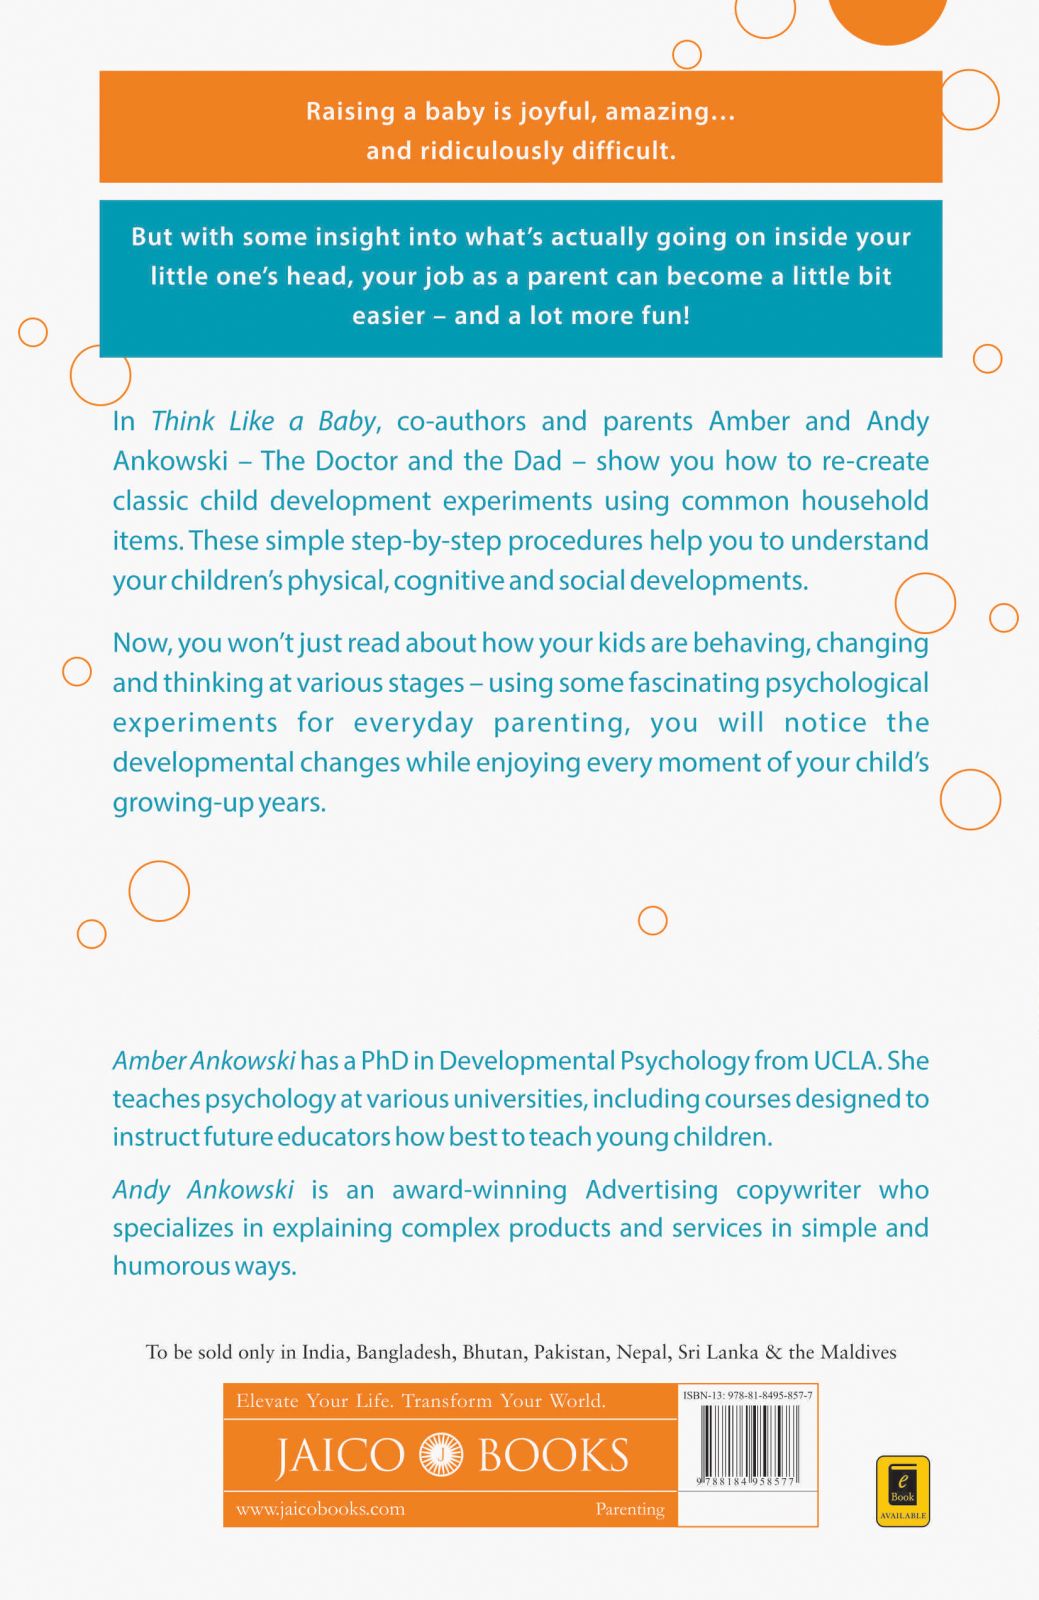 Raising a baby is joyful, amazing…
and ridiculously difficult.
But with some insight into what's actually going on inside your
little one's head, your job as a parent can become a little bit
easier – and a lot more fun!
In Think Like a Baby, co-authors and parents Amber and Andy
Ankowski – The Doctor and the Dad – show you how to re-create
classic child development experiments using common household
items. These simple step-by-step procedures help you to understand
your children's physical, cognitive and social developments.
Now, you won't just read about how your kids are behaving, changing
and thinking at various stages – using some fascinating psychological
experiments for everyday parenting, you will notice the
developmental changes while enjoying every moment of your child's
growing-up years.
Amber Ankowski has a PhD in Developmental Psychology from UCLA. She
teaches psychology at various universities, including courses designed to
instruct future educators how best to teach young children.
Andy Ankowski is an award-winning Advertising copywriter who
specializes in explaining complex products and services in simple and
humorous ways.
To be sold only in India, Bangladesh, Bhutan, Pakistan, Nepal, Sri Lanka & the Maldives
Elevate Your Life. Transform Your World.
JAICO J BOOKS
www.jaicobooks.com Parenting
ISBN-13: 978-81-8495-857-7
9 788184 958577
e
Book
AVAILABLE